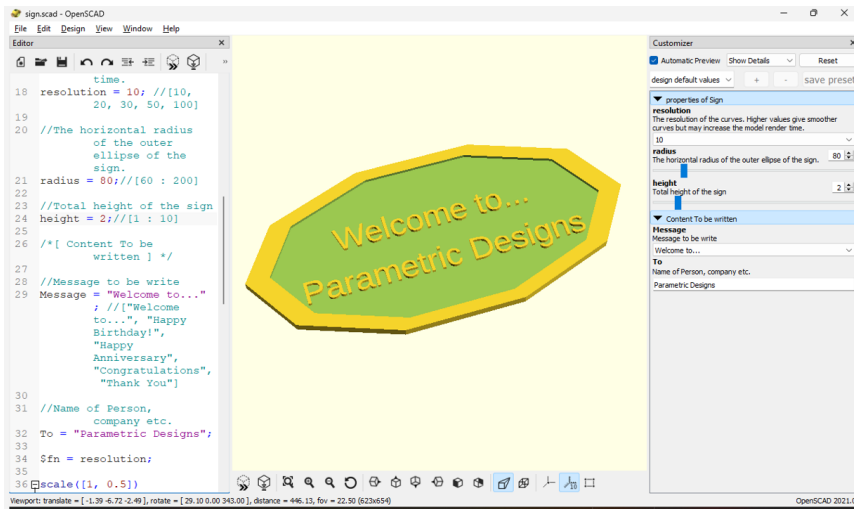 sign.scad - OpenSCAD
File Edit Design View Window Help
Editor
time.
18 resolution = 10; //[10,
20, 30, 50, 100]
19
20 //The horizontal radius
of the outer
ellipse of the
sign.
21 radius = 80;//[60 : 200]
22
23 //Total height of the sign
24 height = 2;//[1 : 10]
25
26 /*[ Content To be
written ] */
27
28 //Message to be write
29 Message = "Welcome to..."
; //["Welcome
to...", "Happy
Birthday!",
"Happy
Anniversary",
"Congratulations",
"Thank You"]
30
31 //Name of Person,
company etc.
32 To = "Parametric Designs";
33
34 $fn = resolution;
35
36 scale([1, 0.5])
Welcome to...
Parametric Designs
Customizer
Automatic Preview Show Details Reset
design default values + - save preset
properties of Sign
resolution
The resolution of the curves. Higher values give smoother
curves but may increase the model render time.
10
radius
The horizontal radius of the outer ellipse of the sign. 80
height
Total height of the sign 2
Content To be written
Message
Message to be write
Welcome to...
To
Name of Person, company etc.
Parametric Designs
Viewport: translate = [ -1.39 -6.72 -2.49 ], rotate = [ 29.10 0.00 343.00 ], distance = 446.13, fov = 22.50 (623x654)
OpenSCAD 2021.0